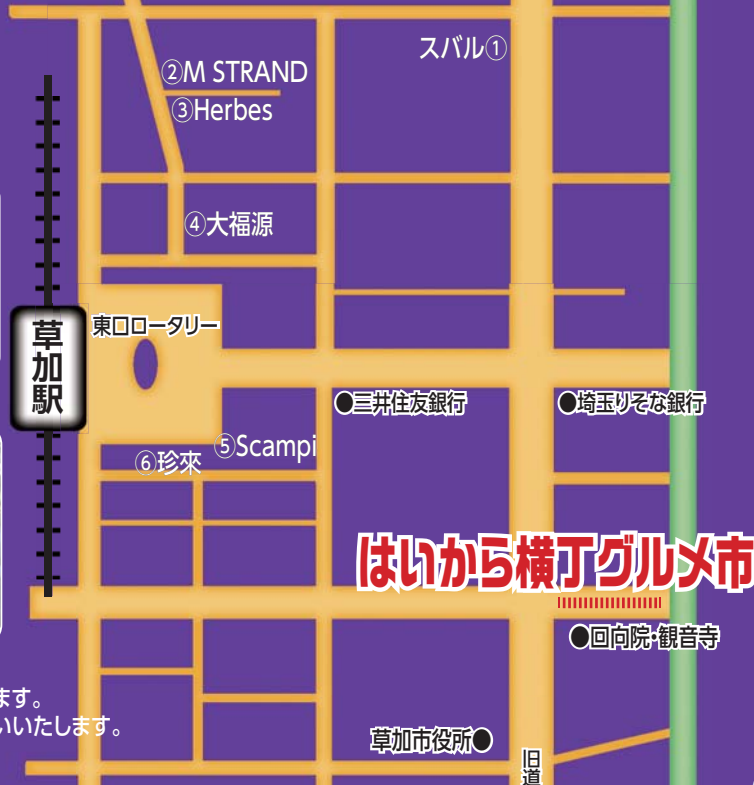 スバル①
②M STRAND
③Herbes
④大福源
東口ロータリー
草加駅
●三井住友銀行
●埼玉りそな銀行
⑤Scampi
⑥珍來
はいから横丁グルメ市
●回向院・観音寺
ます。
いいたします。
草加市役所●
旧道